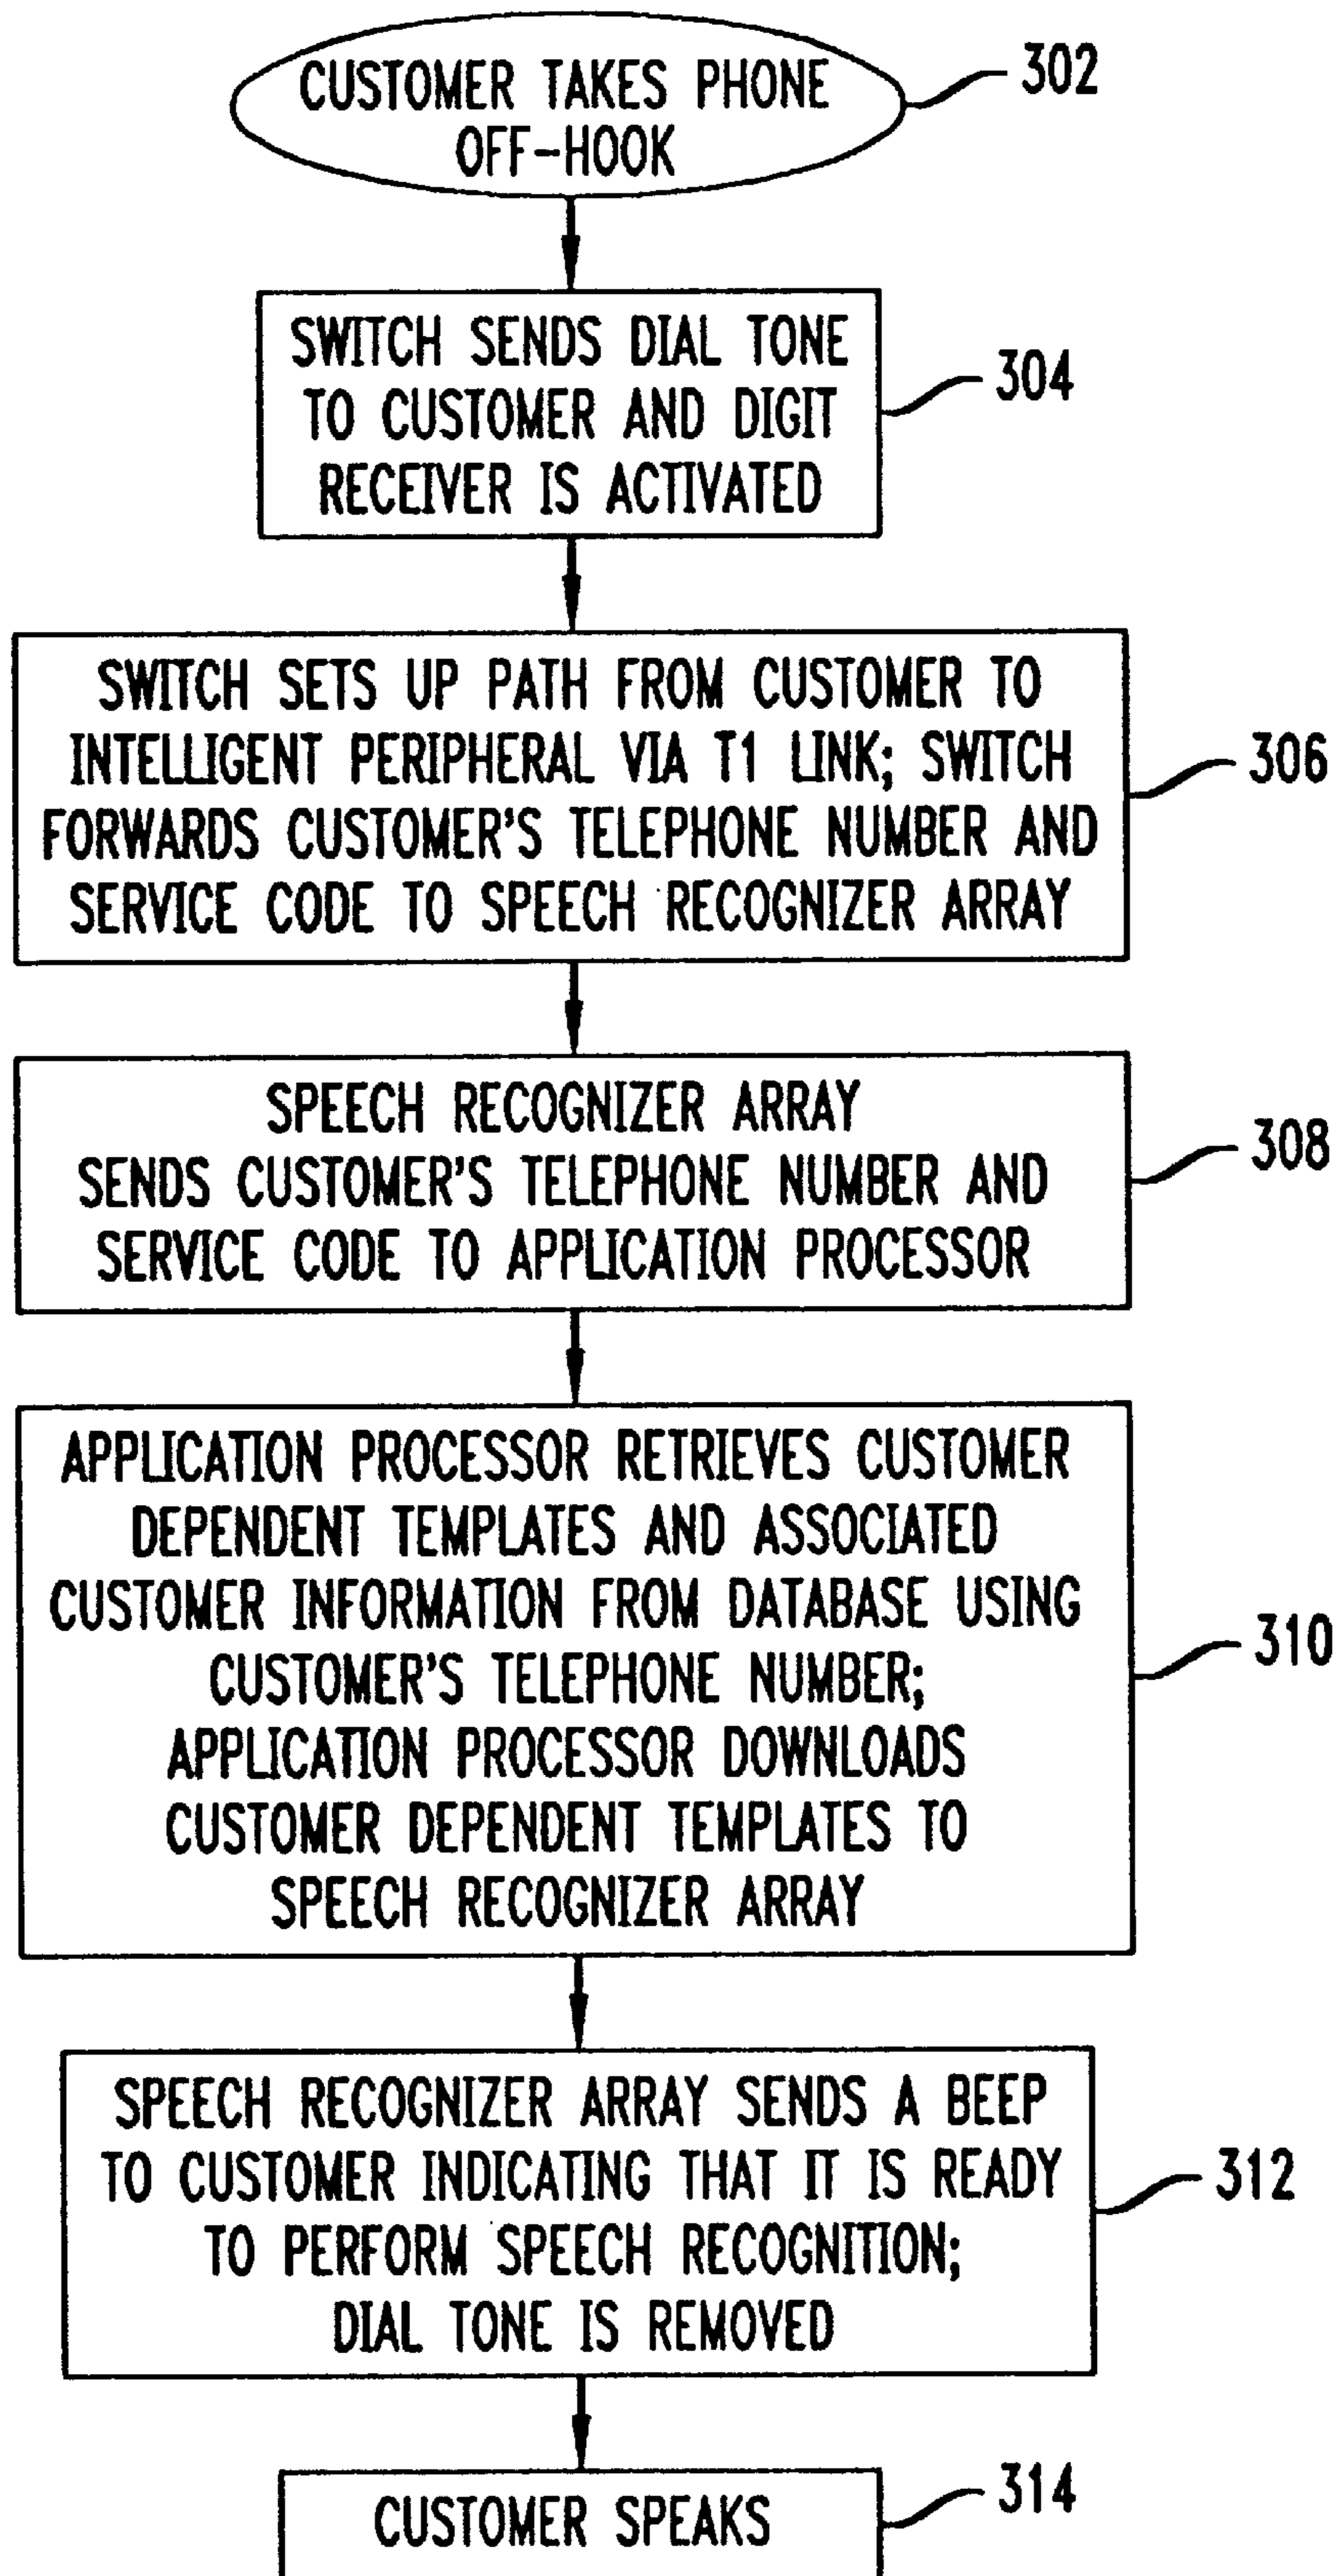 CUSTOMER TAKES PHONE
OFF-HOOK
302
SWITCH SENDS DIAL TONE
TO CUSTOMER AND DIGIT
RECEIVER IS ACTIVATED
304
SWITCH SETS UP PATH FROM CUSTOMER TO
INTELLIGENT PERIPHERAL VIA T1 LINK; SWITCH
FORWARDS CUSTOMER'S TELEPHONE NUMBER AND
SERVICE CODE TO SPEECH RECOGNIZER ARRAY
306
SPEECH RECOGNIZER ARRAY
SENDS CUSTOMER'S TELEPHONE NUMBER AND
SERVICE CODE TO APPLICATION PROCESSOR
308
APPLICATION PROCESSOR RETRIEVES CUSTOMER
DEPENDENT TEMPLATES AND ASSOCIATED
CUSTOMER INFORMATION FROM DATABASE USING
CUSTOMER'S TELEPHONE NUMBER;
APPLICATION PROCESSOR DOWNLOADS
CUSTOMER DEPENDENT TEMPLATES TO
SPEECH RECOGNIZER ARRAY
310
SPEECH RECOGNIZER ARRAY SENDS A BEEP
TO CUSTOMER INDICATING THAT IT IS READY
TO PERFORM SPEECH RECOGNITION;
DIAL TONE IS REMOVED
312
CUSTOMER SPEAKS
314